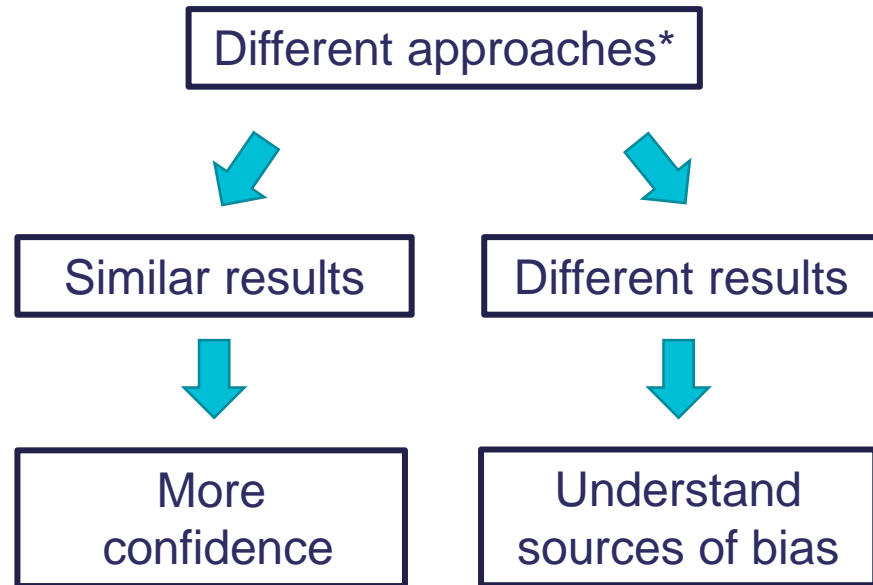 Different approaches*
Similar results
Different results
More
confidence
Understand
sources of bias